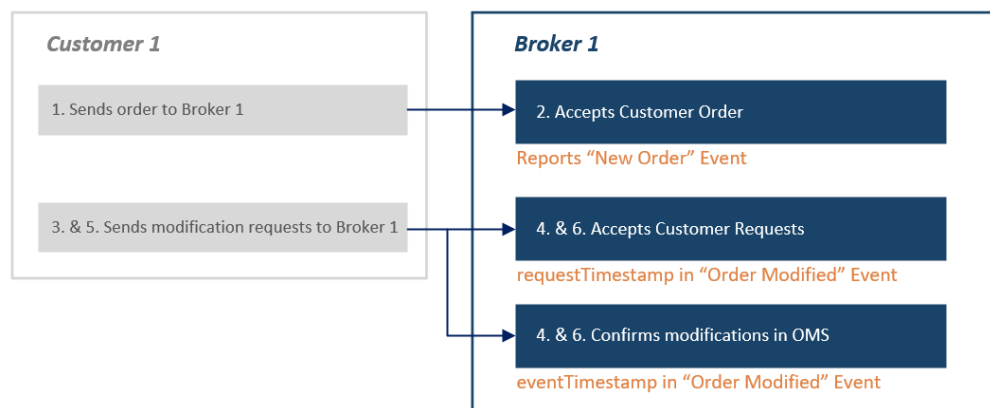 Customer 1
1. Sends order to Broker 1
3. & 5. Sends modification requests to Broker 1
Broker 1
2. Accepts Customer Order
Reports “New Order” Event
4. & 6. Accepts Customer Requests
requestTimestamp in “Order Modified” Event
4. & 6. Confirms modifications in OMS
eventTimestamp in “Order Modified” Event